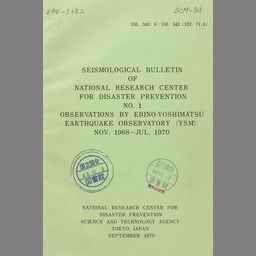 SCM-93
550.340.6:550.342(522.71.6)
SEISMOLOGICAL BULLETIN
OF
NATIONAL RESEARCH CENTER
FOR DISASTER PREVENTION
NO. 1
OBSERVATIONS BY EBINO-YOSHIMATSU
EARTHQUAKE OBSERVATORY (YSM)
NOV. 1968~JUL. 1970
NATIONAL RESEARCH CENTER FOR
DISASTER PREVENTION
SCIENCE AND TECHNOLOGY AGENCY
TOKYO, JAPAN
SEPTEMBER 1970